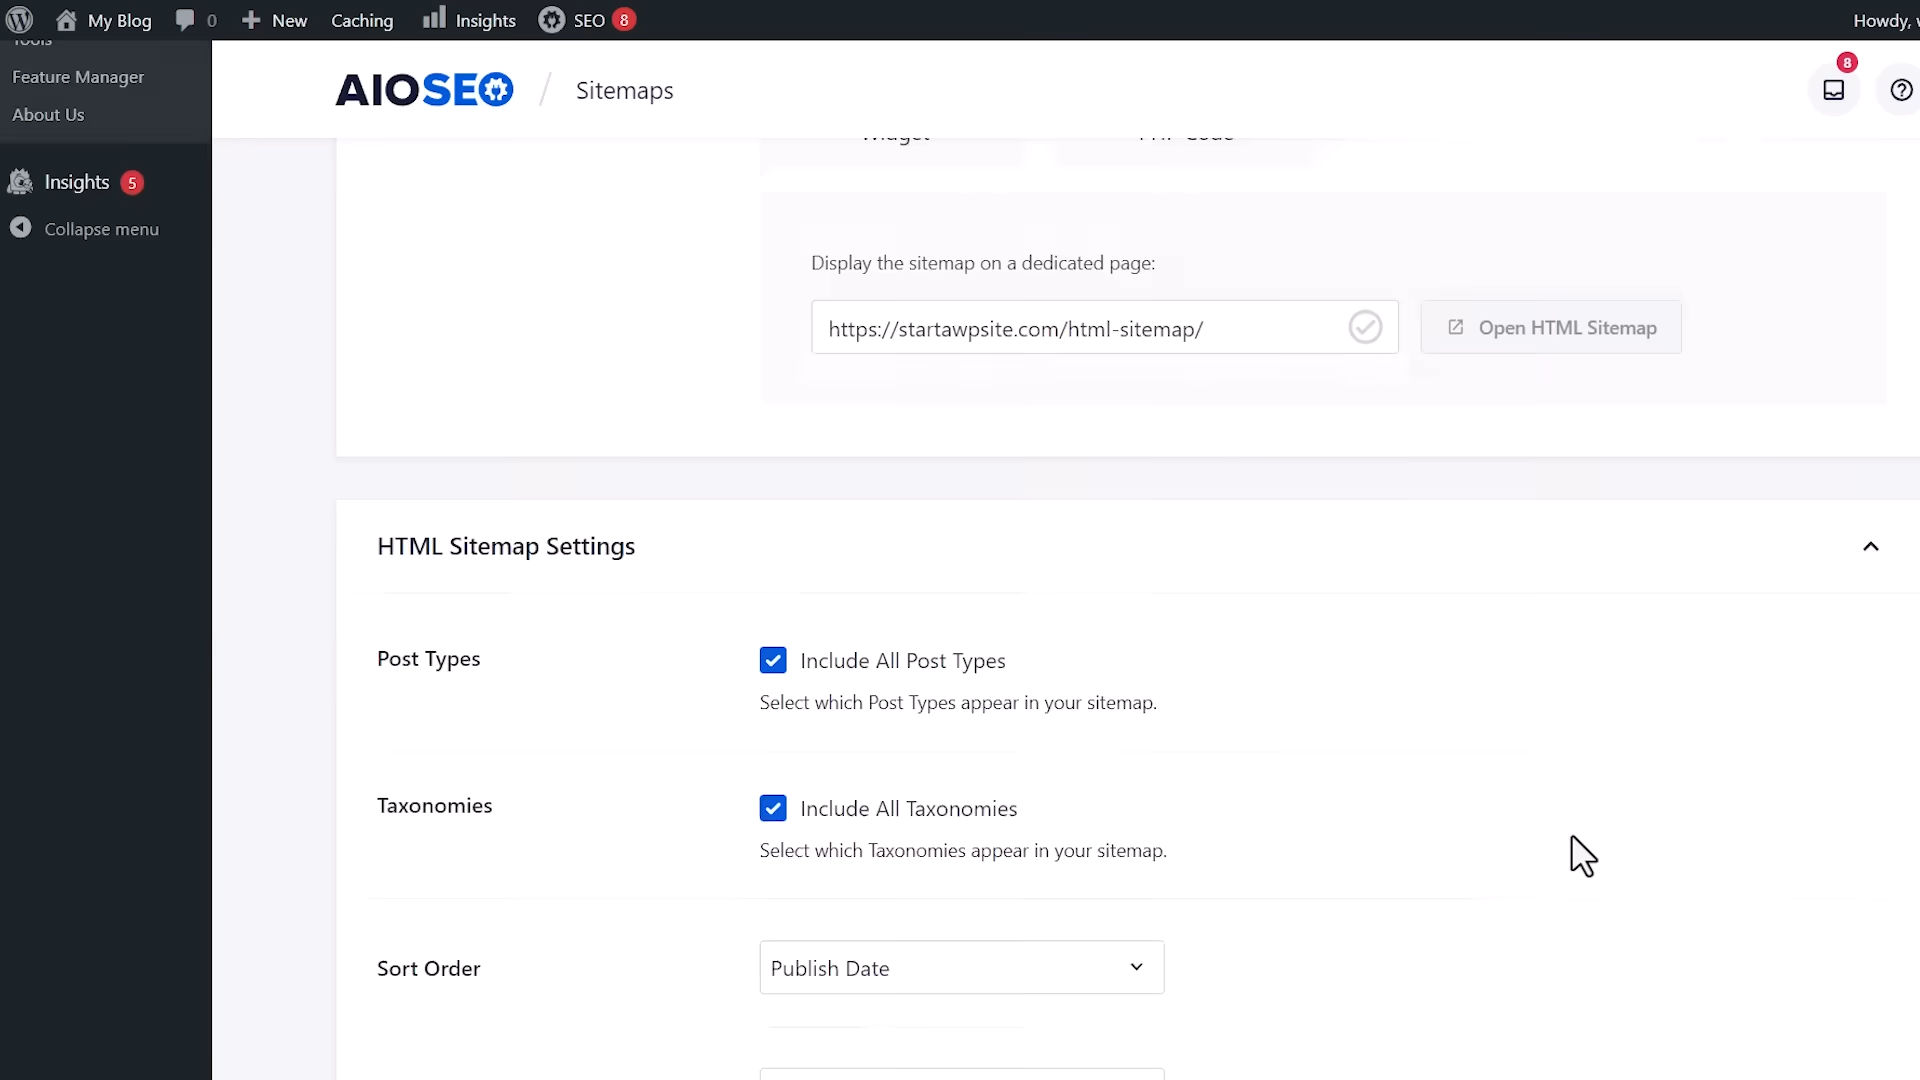 My Blog 0 New Caching Insights SEO 8 Howdy,
Tools
Feature Manager
About Us
Insights 5
Collapse menu
AIOSEO / Sitemaps
8
Widget PHP Code
Display the sitemap on a dedicated page:
https://startawpsite.com/html-sitemap/ Open HTML Sitemap
HTML Sitemap Settings
Post Types Include All Post Types
Select which Post Types appear in your sitemap.
Taxonomies Include All Taxonomies
Select which Taxonomies appear in your sitemap.
Sort Order Publish Date